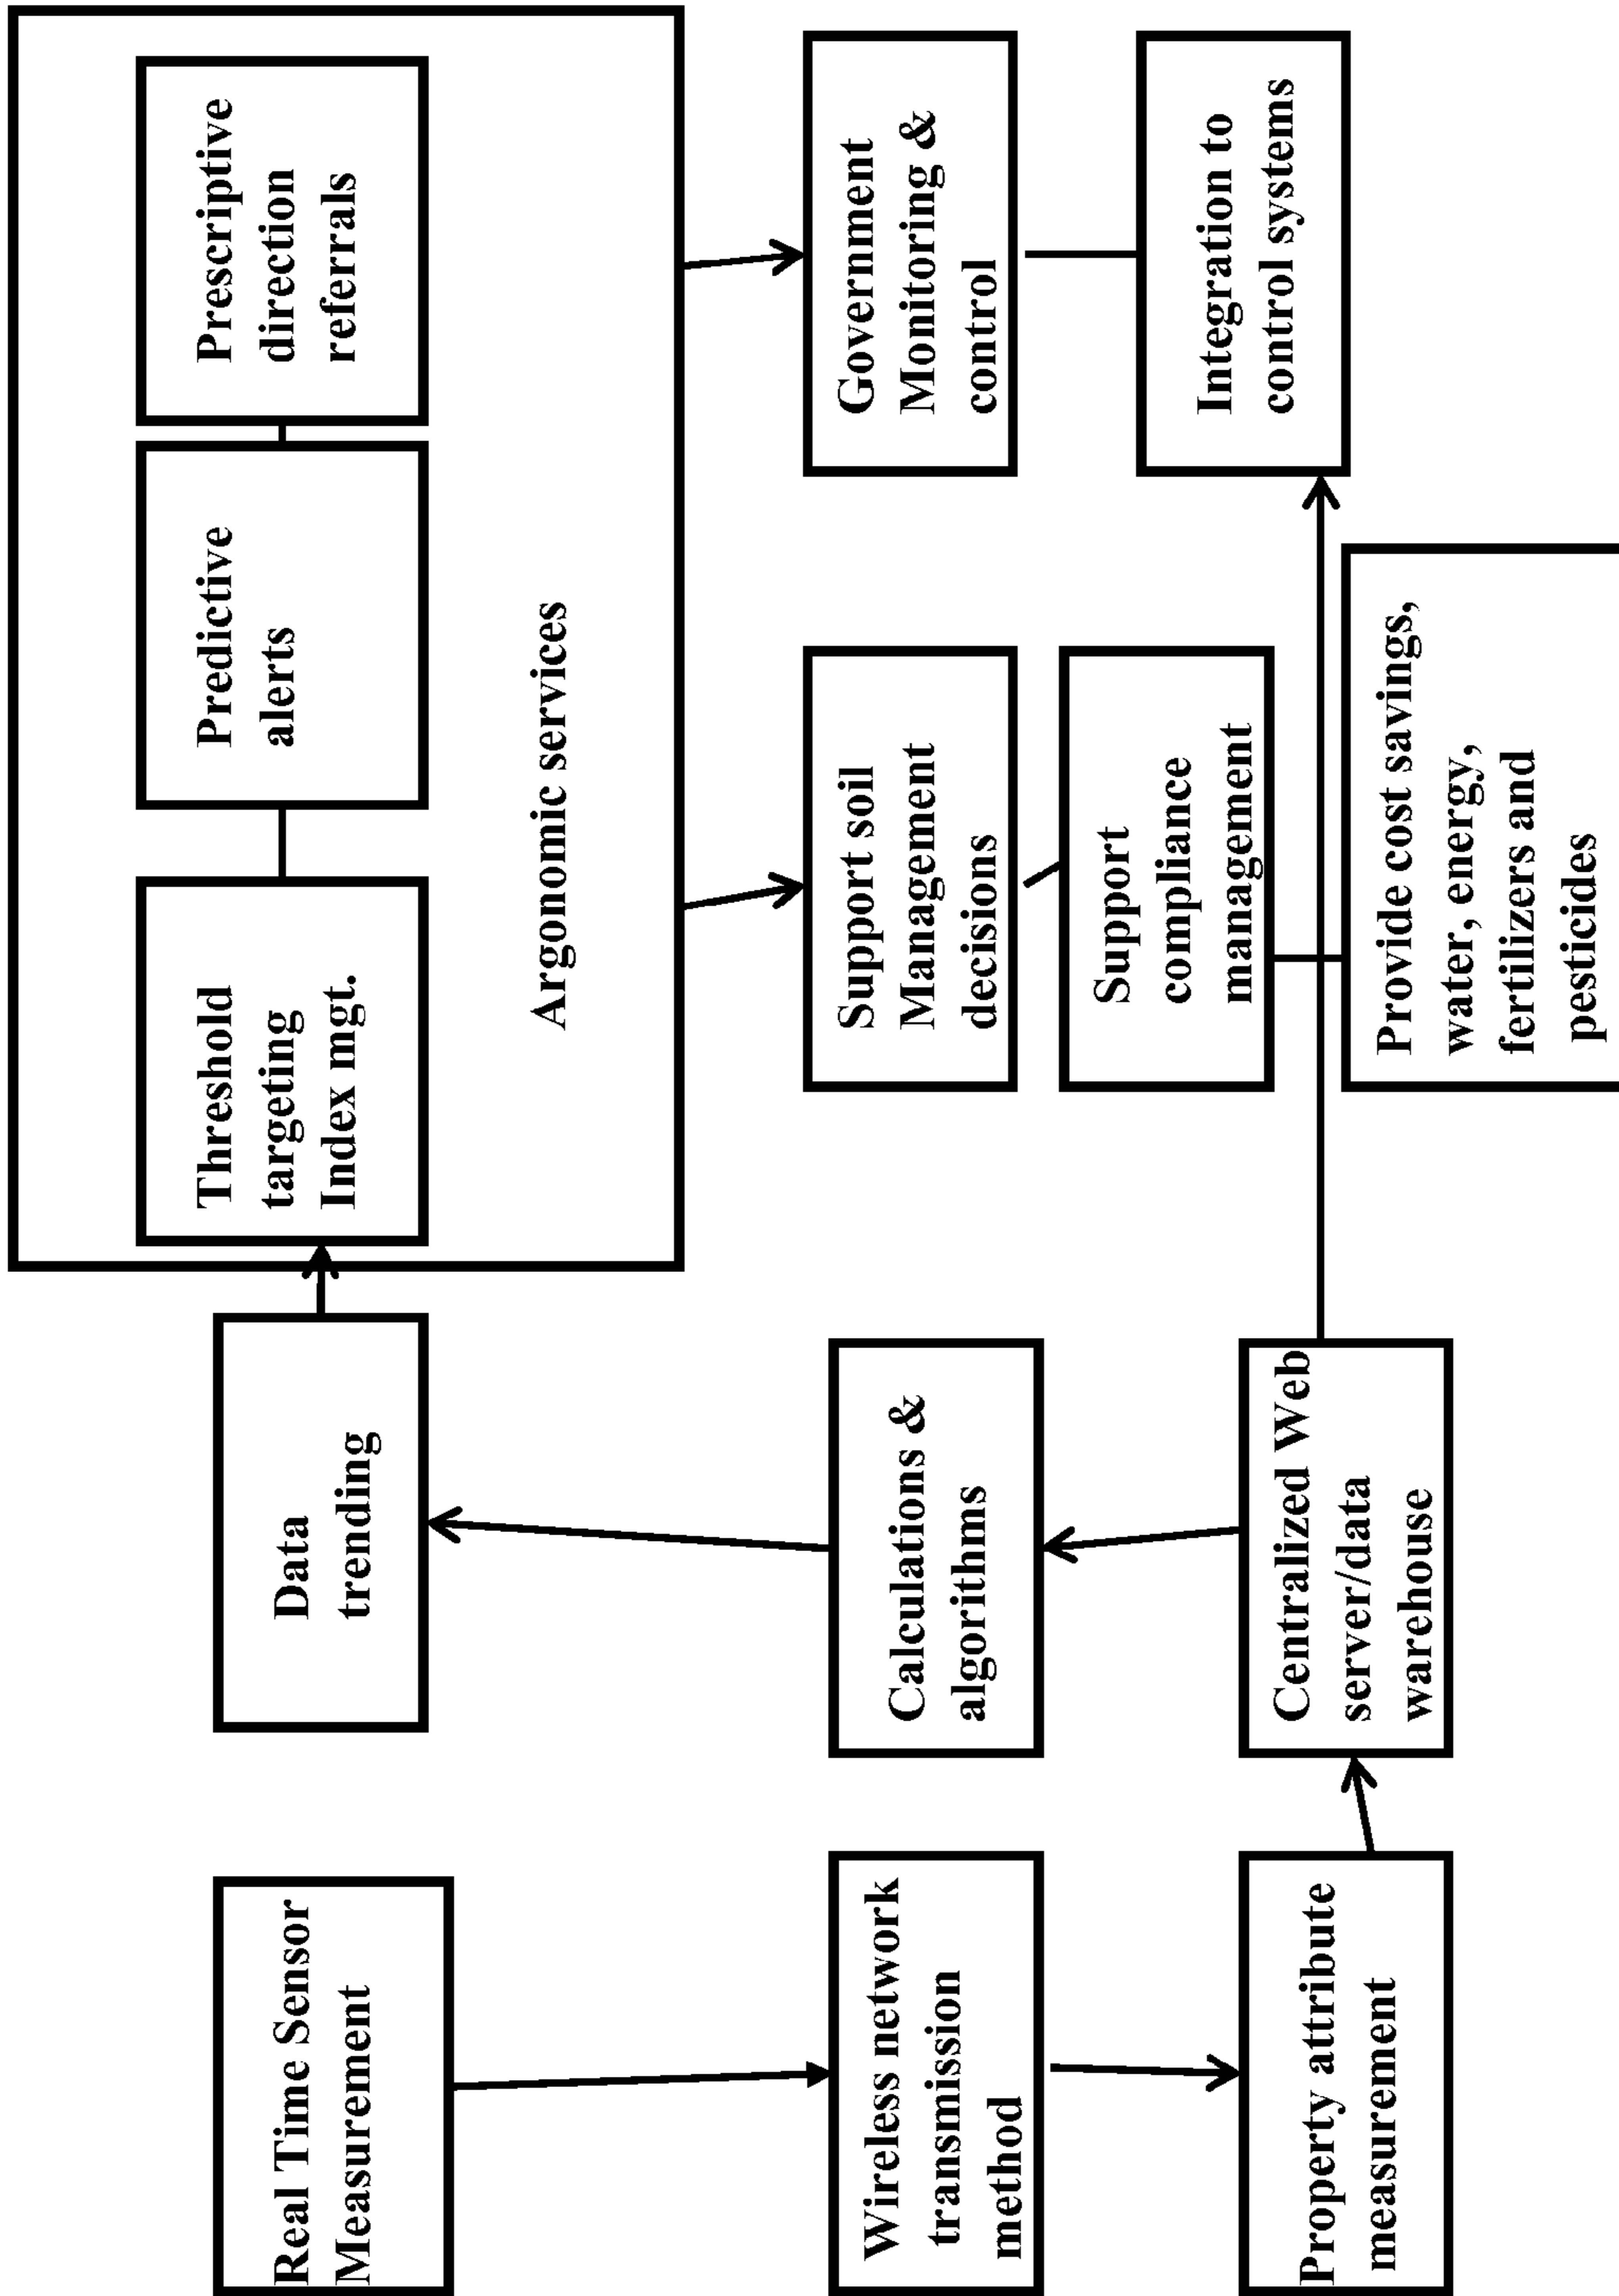 Real Time Sensor
Measurement
Wireless network
transmission
method
Property attribute
measurement
Data
trending
Calculations &
algorithms
Centralized Web
server/data
warehouse
Threshold
targeting
Index mgt.
Predictive
alerts
Prescriptive
direction
referrals
Argonomic services
Support soil
Management
decisions
Support
compliance
management
Provide cost savings,
water, energy,
fertilizers and
pesticides
Government
Monitoring &
control
Integration to
control systems